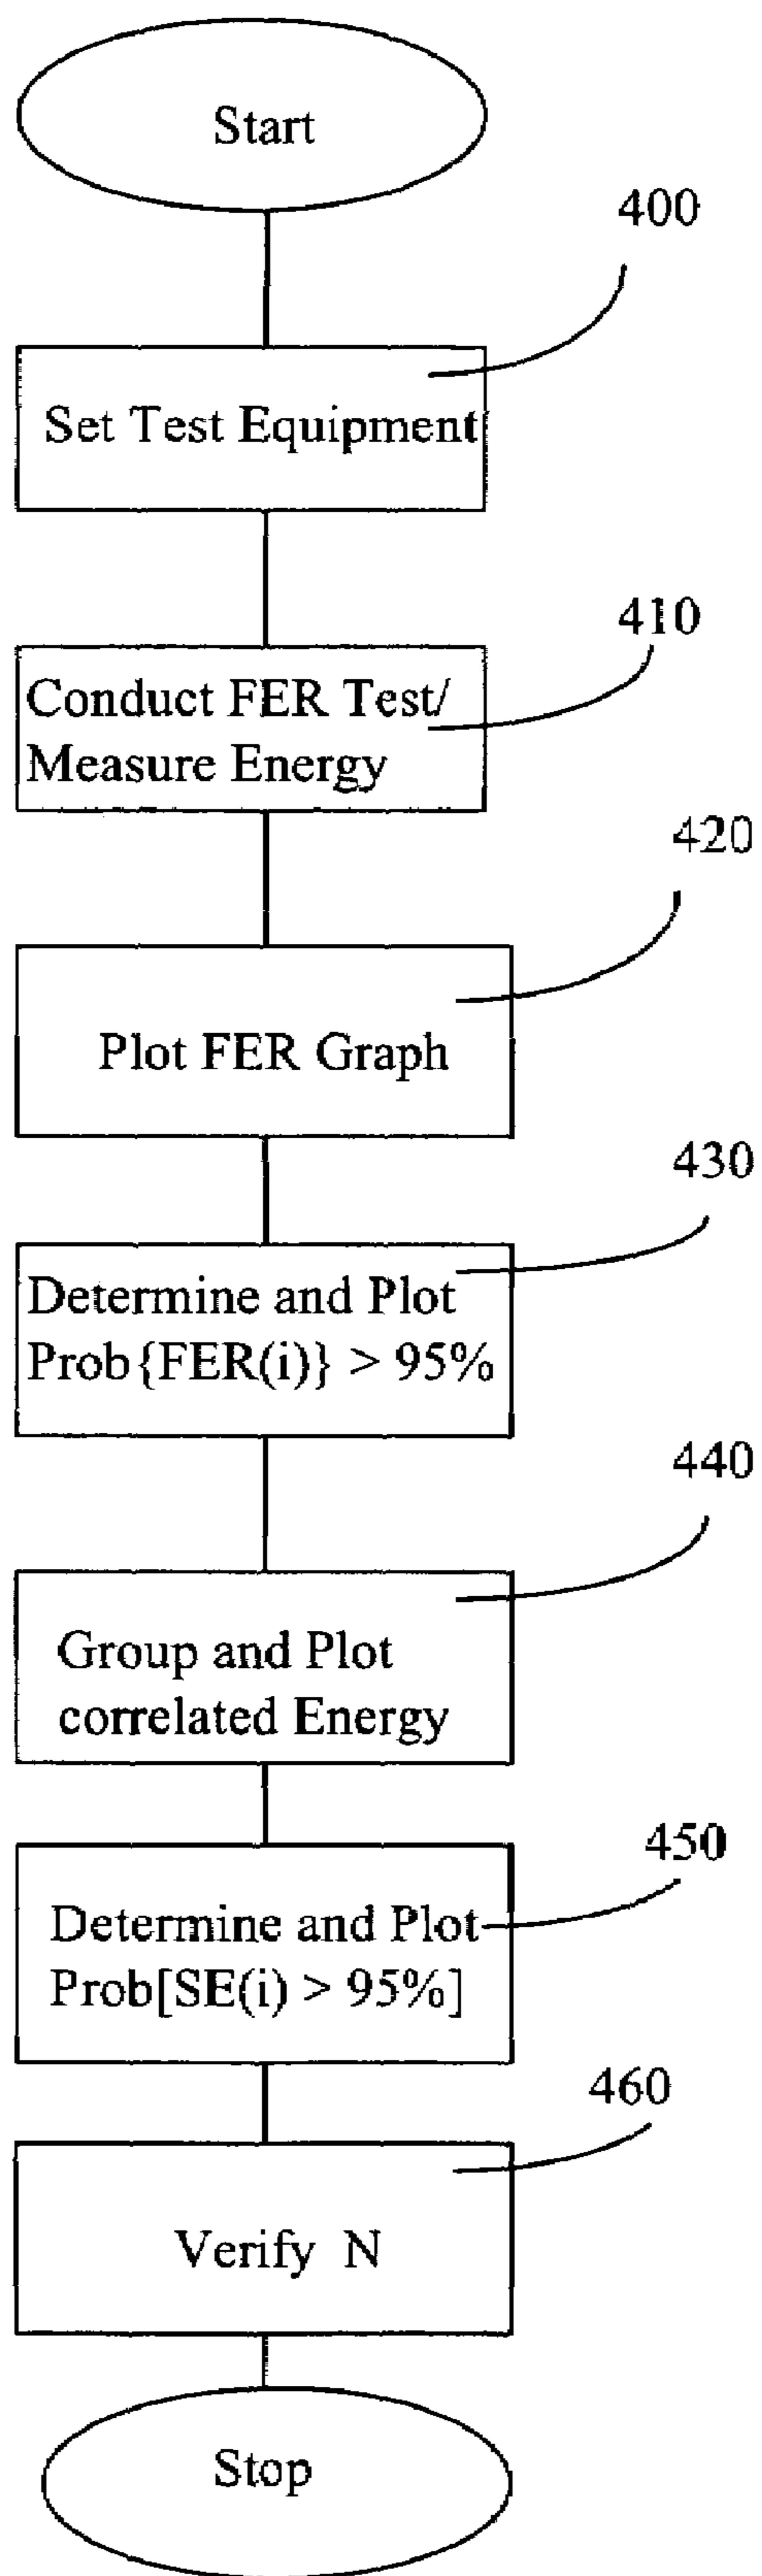 Start
400
Set Test Equipment
410
Conduct FER Test/
Measure Energy
420
Plot FER Graph
430
Determine and Plot
Prob{FER(i)} > 95%
440
Group and Plot
correlated Energy
450
Determine and Plot
Prob[SE(i) > 95%]
460
Verify N
Stop